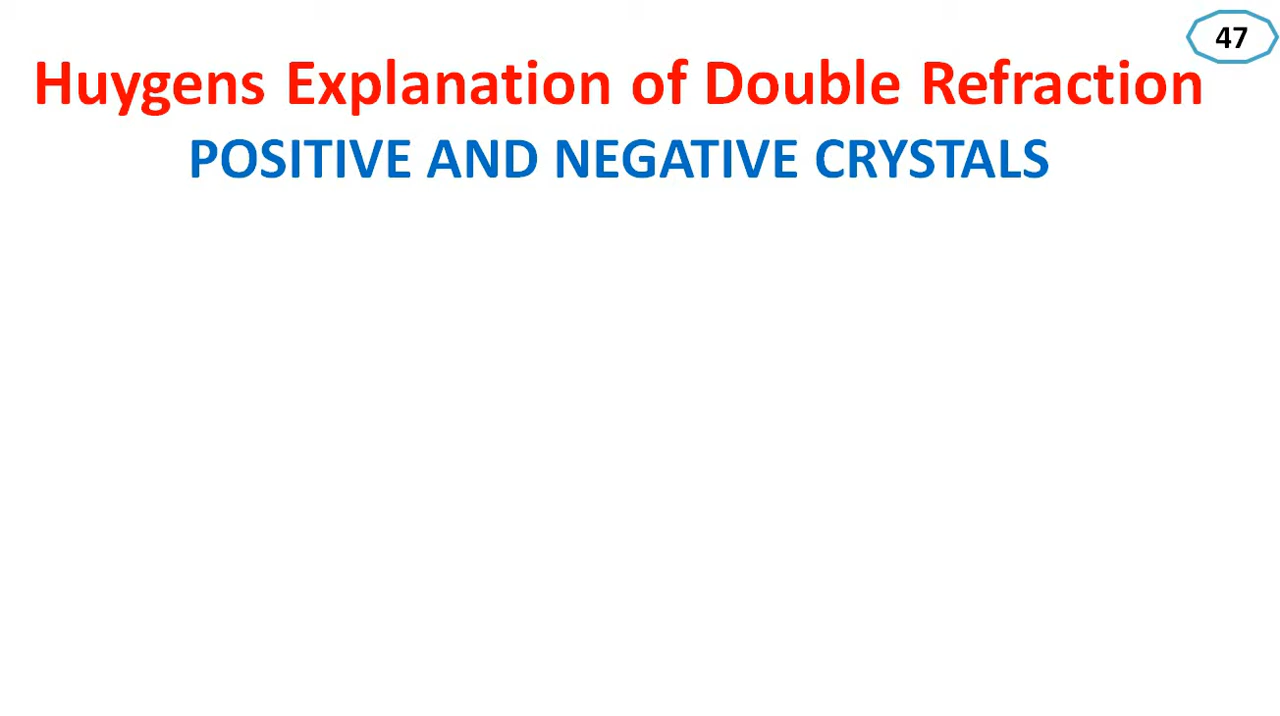 47
Huygens Explanation of Double Refraction
POSITIVE AND NEGATIVE CRYSTALS